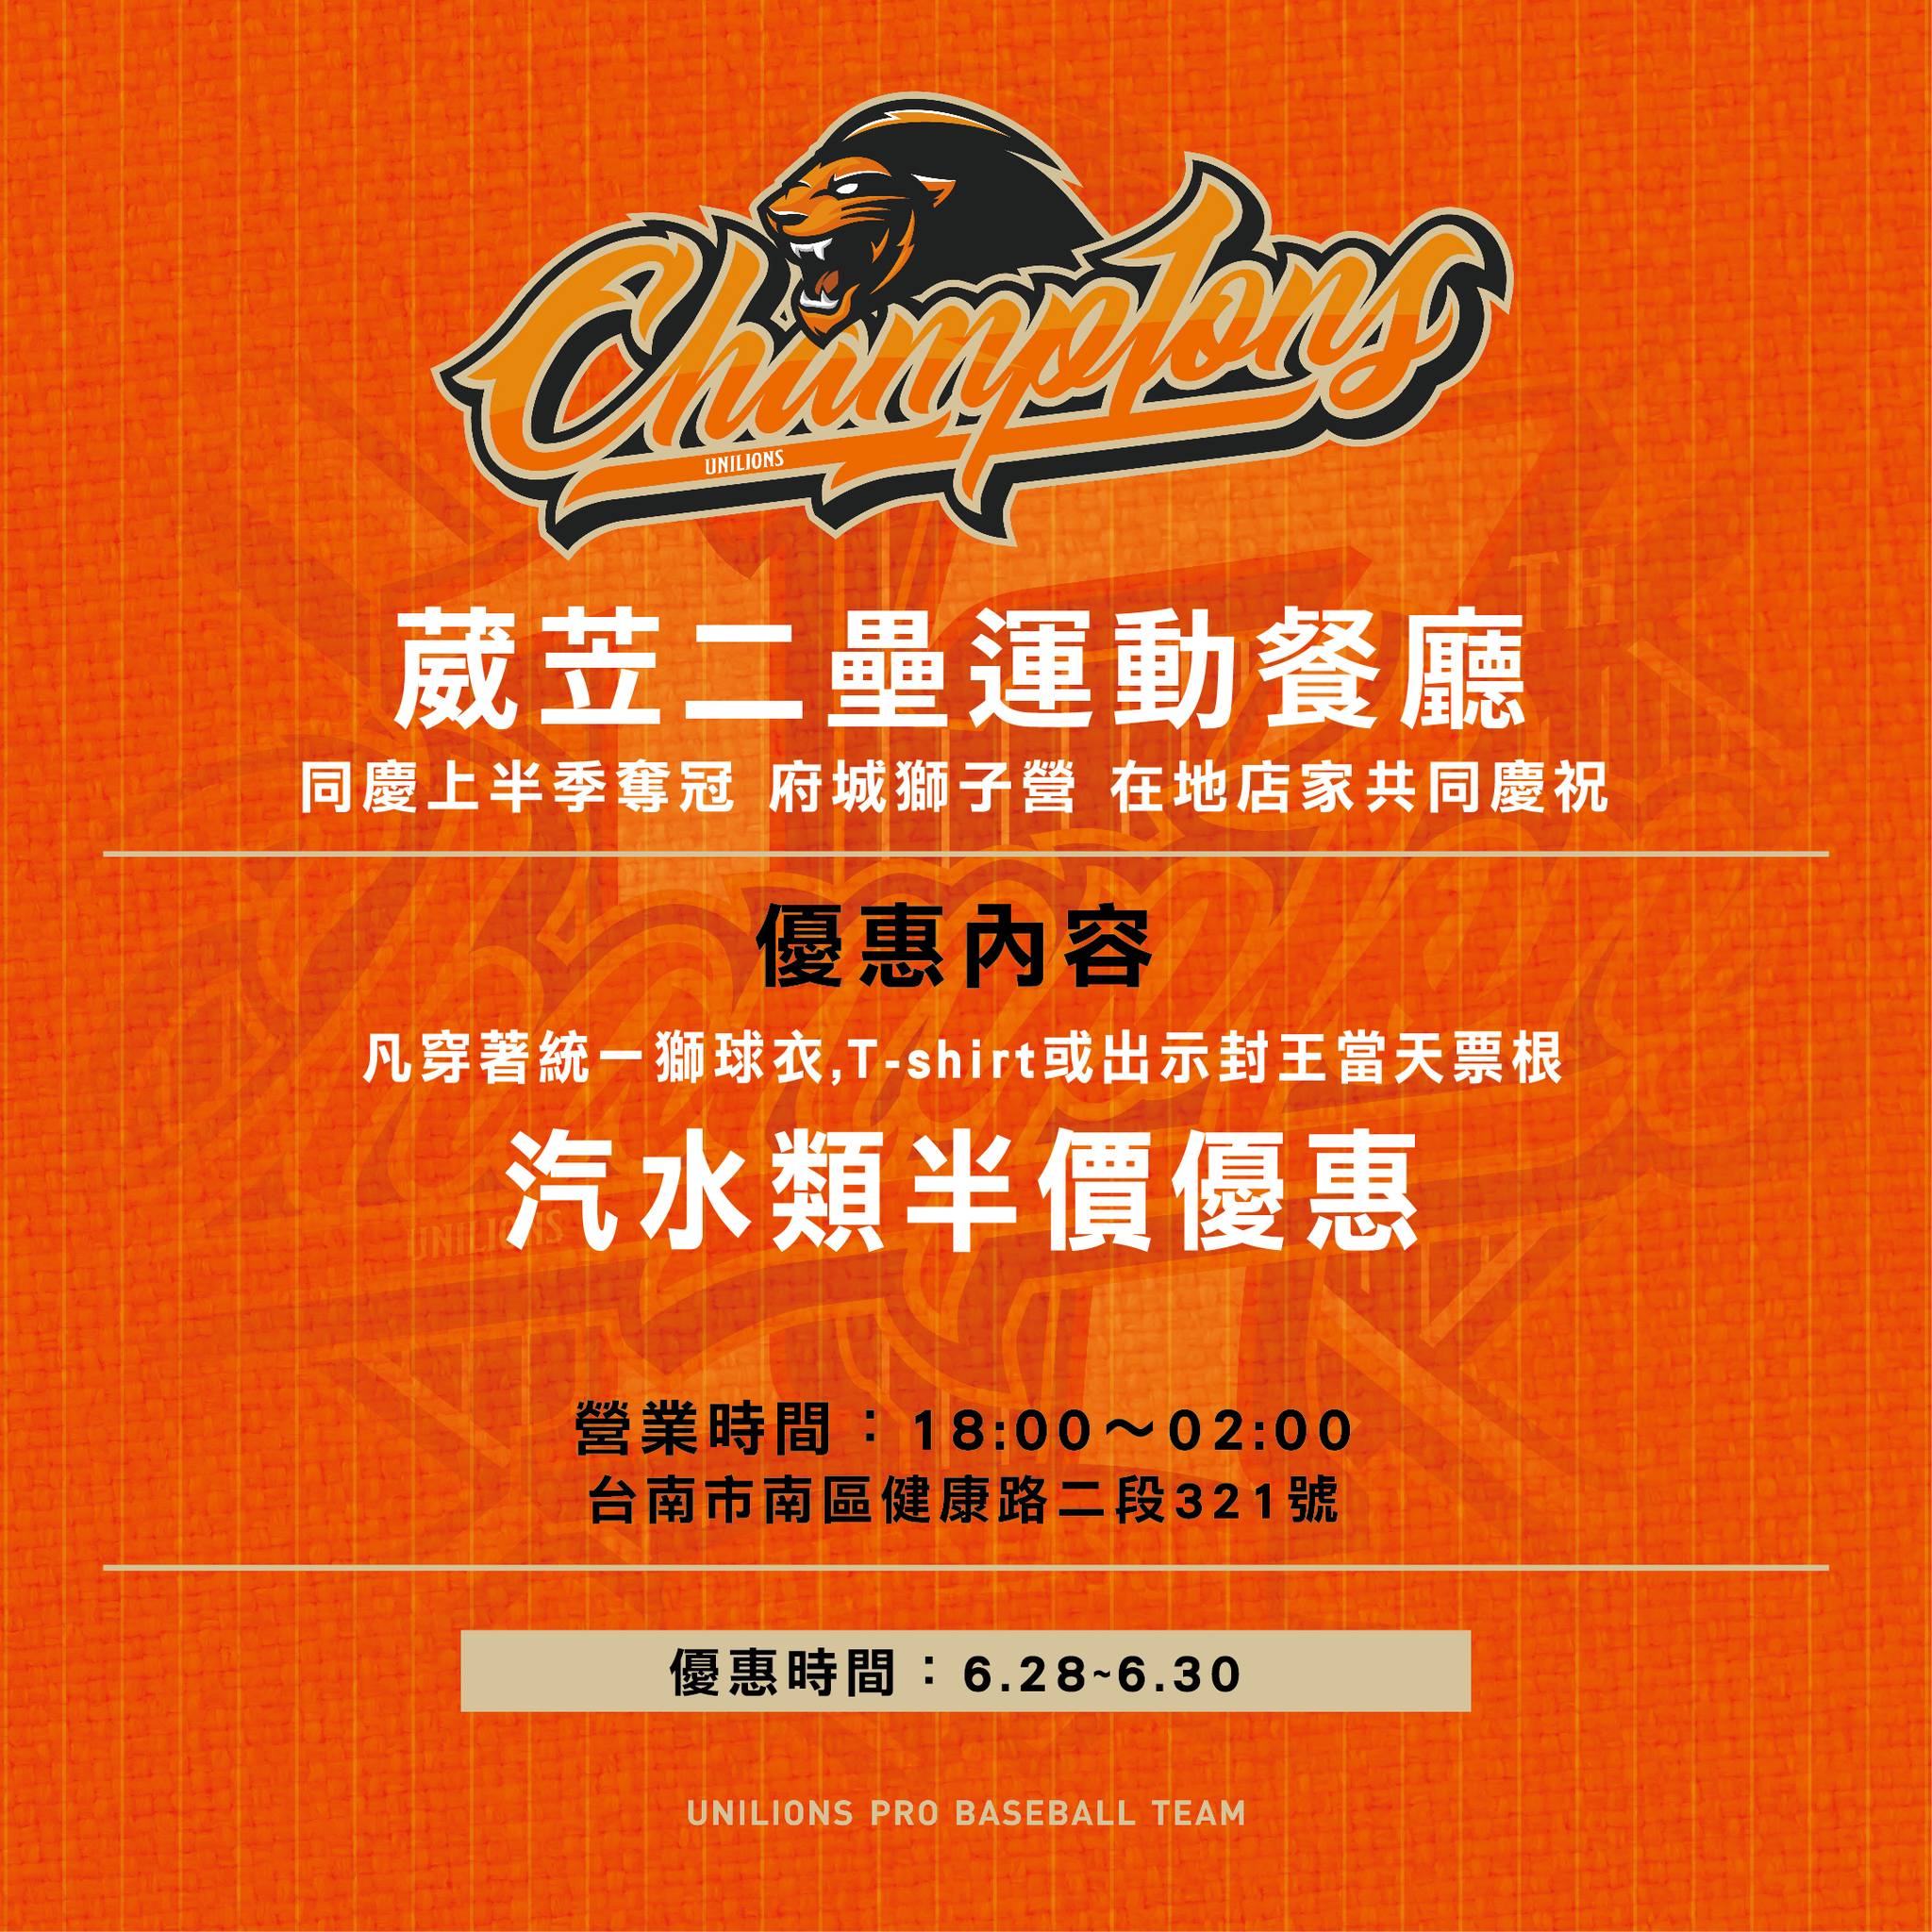 Champ1ons
UNILIONS
葳苙二壘運動餐廳
同慶上半季奪冠 府城獅子營 在地店家共同慶祝
優惠內容
凡穿著統一獅球衣,T-shirt或出示封王當天票根
汽水類半價優惠
營業時間：18:00～02:00
台南市南區健康路二段321號
優惠時間：6.28~6.30
UNILIONS PRO BASEBALL TEAM